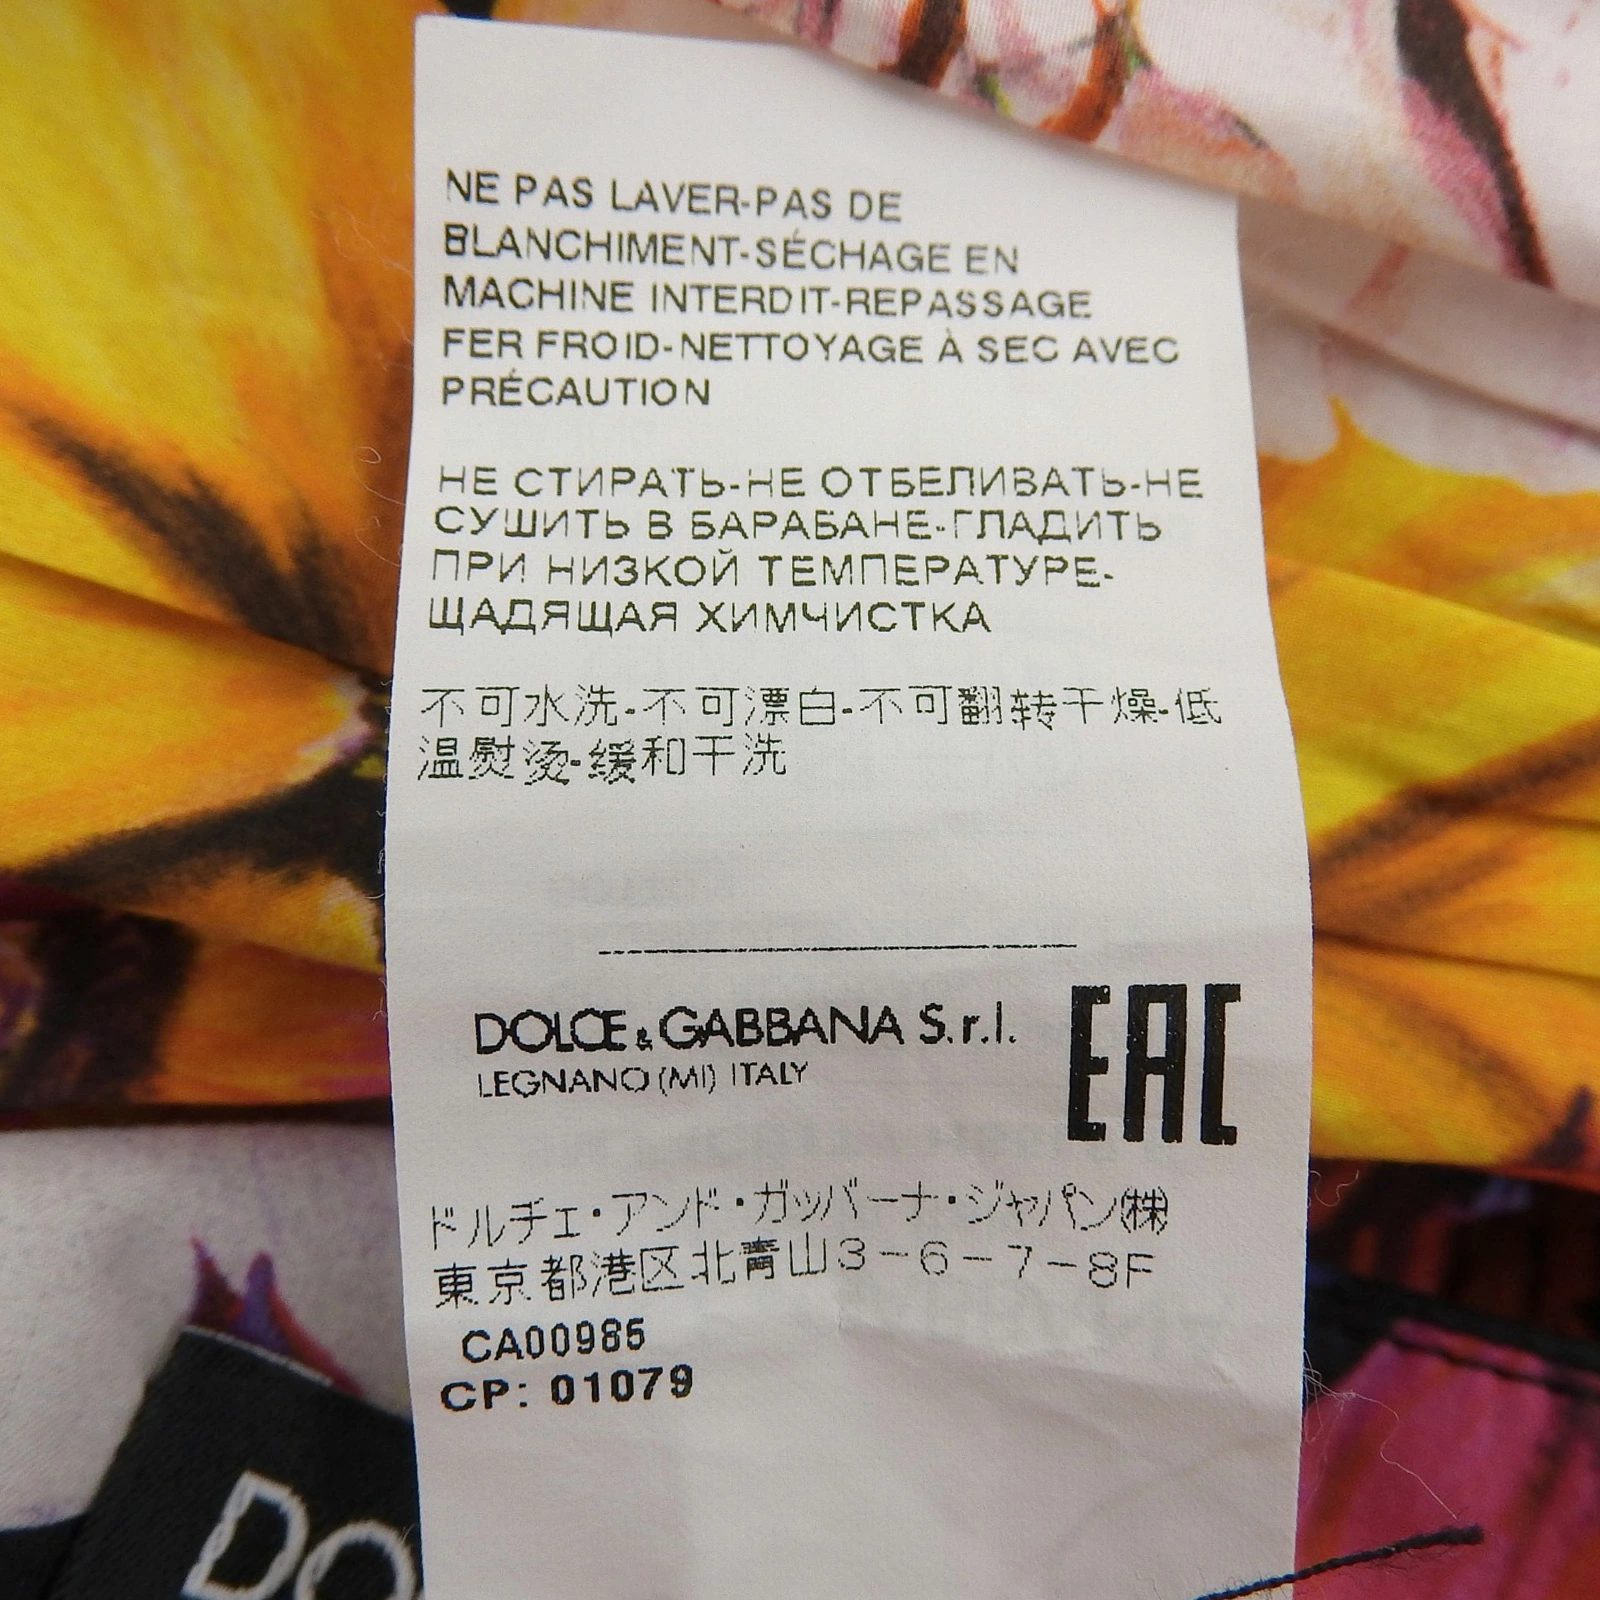 NE PAS LAVER-PAS DE
BLANCHIMENT-SÉCHAGE EN
MACHINE INTERDIT-REPASSAGE
FER FROID-NETTOYAGE À SEC AVEC
PRÉCAUTION
НЕ СТИРАТЬ-НЕ ОТБЕЛИВАТЬ-НЕ
СУШИТЬ В БАРАБАНЕ-ГЛАДИТЬ
ПРИ НИЗКОЙ ТЕМПЕРАТУРЕ-
ЩАДЯЩАЯ ХИМЧИСТКА
不可水洗-不可漂白-不可翻转干燥-低
温熨烫-缓和干洗
DOLCE & GABBANA S.r.l.
LEGNANO (MI) ITALY
EAC
ドルチェ・アンド・ガッバーナ・ジャパン(株)
東京都港区北青山3-6-7-8F
CA00985
CP: 01079